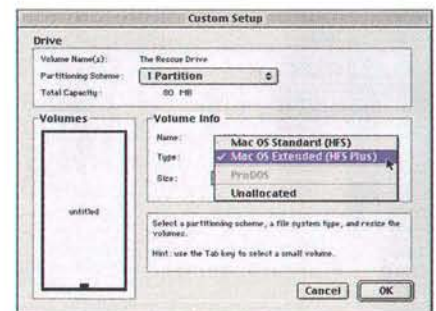 Custom Setup
Drive
Volume Name(s): The Rescue Drive
Partitioning Scheme: 1 Partition
Total Capacity: 80 MB
Volumes
Volume Info
Name:
Mac OS Standard (HFS)
Type: ✓ Mac OS Extended (HFS Plus)
Size: ProDOS
Unallocated
untitled
Select a partitioning scheme, a file system type, and resize the
volumes.
Hint: use the Tab key to select a small volume.
Cancel OK